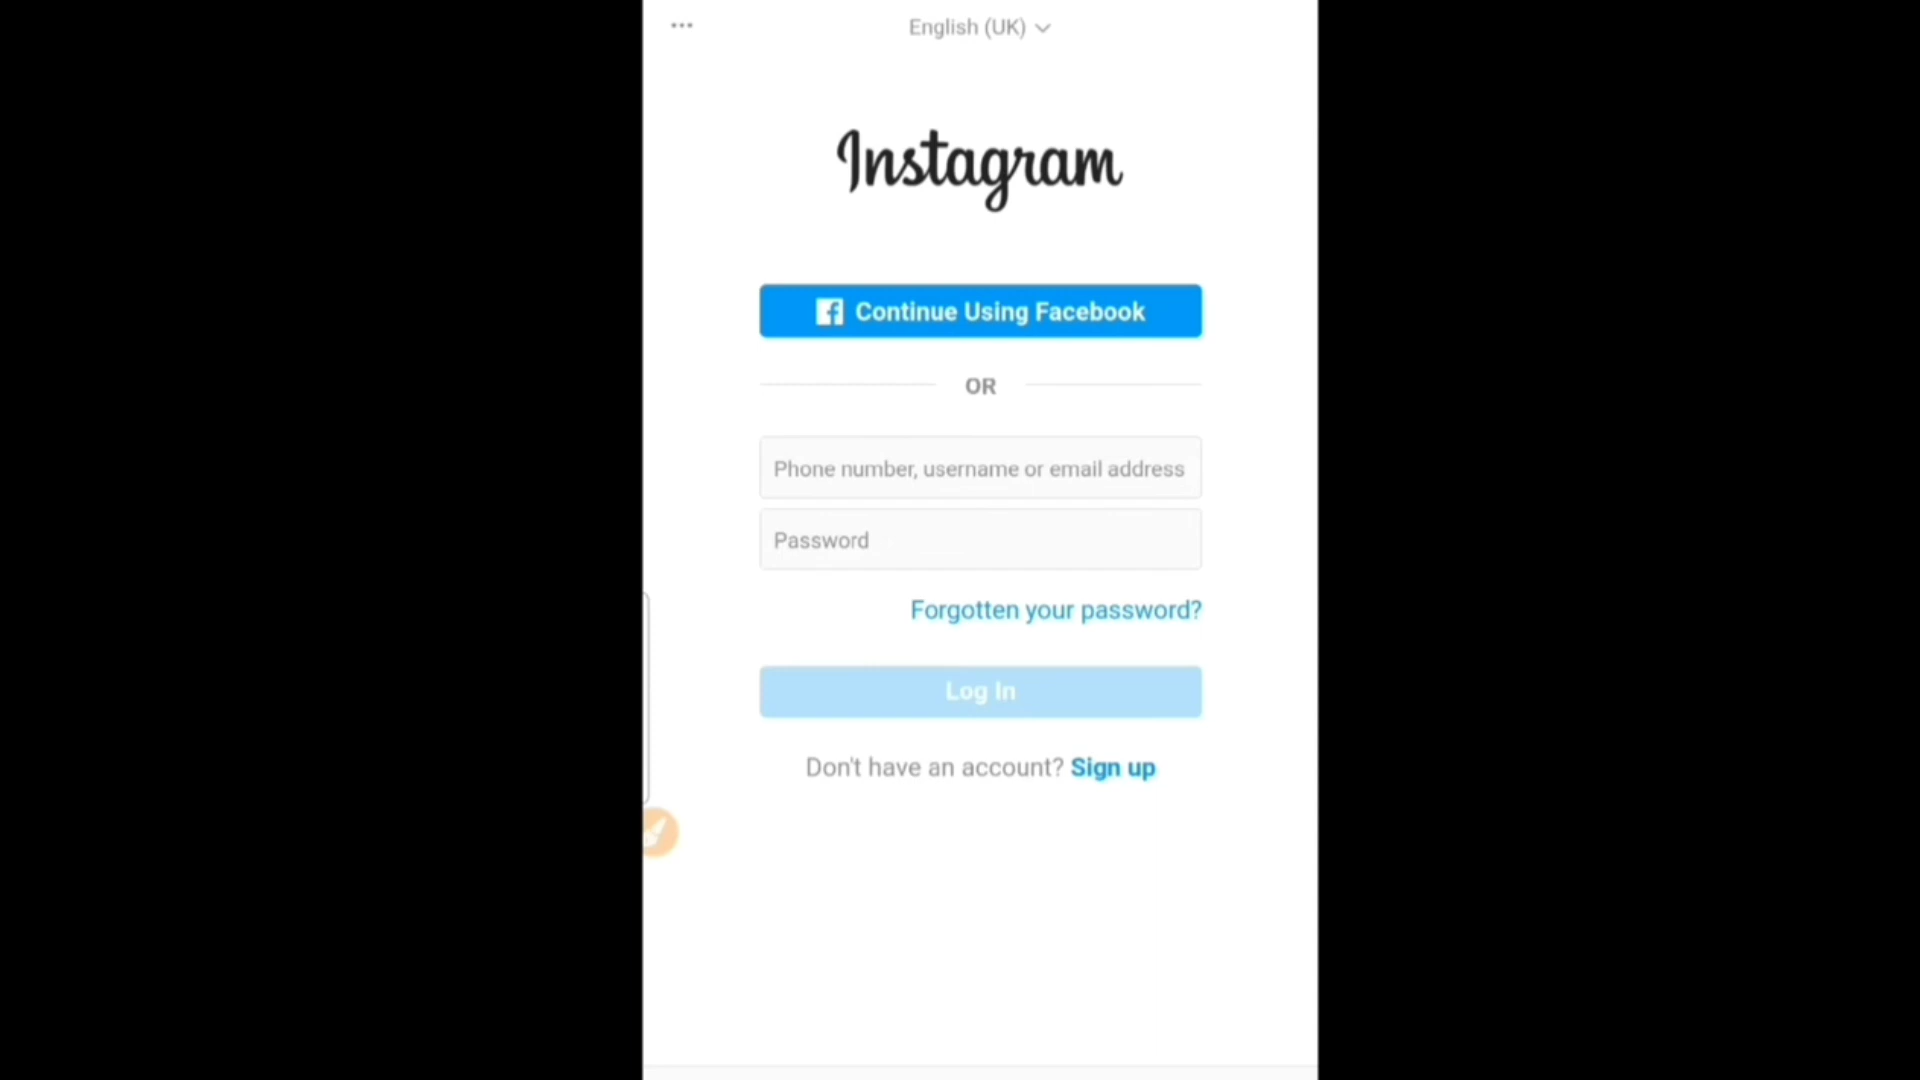 English (UK)
Instagram
Continue Using Facebook
OR
Phone number, username or email address
Password
Forgotten your password?
Log In
Don't have an account? Sign up